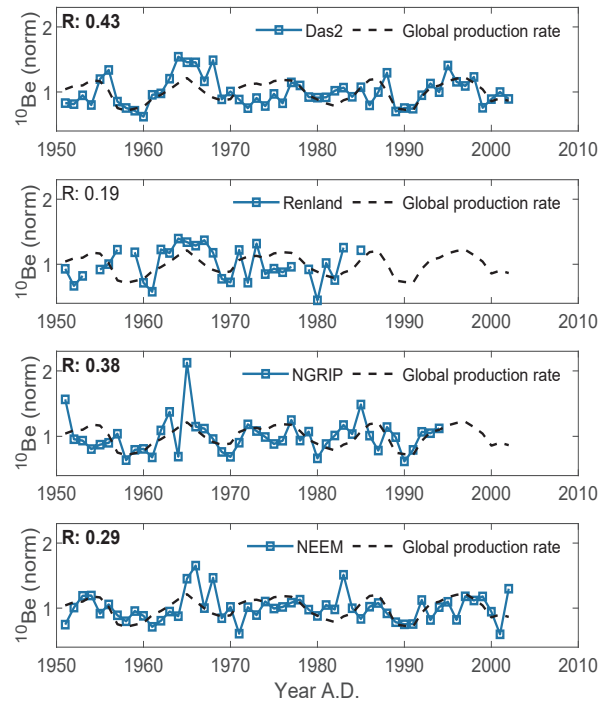 R: 0.43
2
Das2
Global production rate
¹⁰Be (norm)
1
1950 1960 1970 1980 1990 2000 2010
R: 0.19
2
Renland
Global production rate
¹⁰Be (norm)
1
1950 1960 1970 1980 1990 2000 2010
R: 0.38
2
NGRIP
Global production rate
¹⁰Be (norm)
1
1950 1960 1970 1980 1990 2000 2010
R: 0.29
2
NEEM
Global production rate
¹⁰Be (norm)
1
1950 1960 1970 1980 1990 2000 2010
Year A.D.